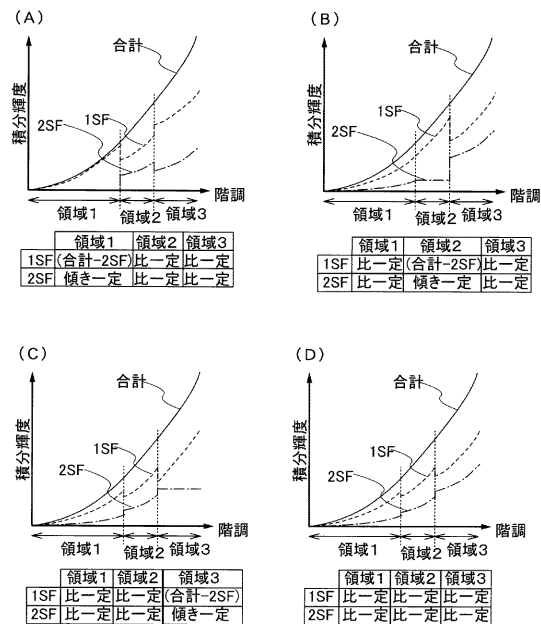 (A)
積分輝度
合計
1SF
2SF
階調
領域1
領域2
領域3
領域1 領域2 領域3
1SF (合計-2SF) 比一定 比一定
2SF 傾き一定 比一定 比一定
(B)
積分輝度
合計
1SF
2SF
階調
領域1
領域2
領域3
領域1 領域2 領域3
1SF 比一定 (合計-2SF) 比一定
2SF 比一定 傾き一定 比一定
(C)
積分輝度
合計
1SF
2SF
階調
領域1
領域2
領域3
領域1 領域2 領域3
1SF 比一定 比一定 (合計-2SF)
2SF 比一定 比一定 傾き一定
(D)
積分輝度
合計
1SF
2SF
階調
領域1
領域2
領域3
領域1 領域2 領域3
1SF 比一定 比一定 比一定
2SF 比一定 比一定 比一定